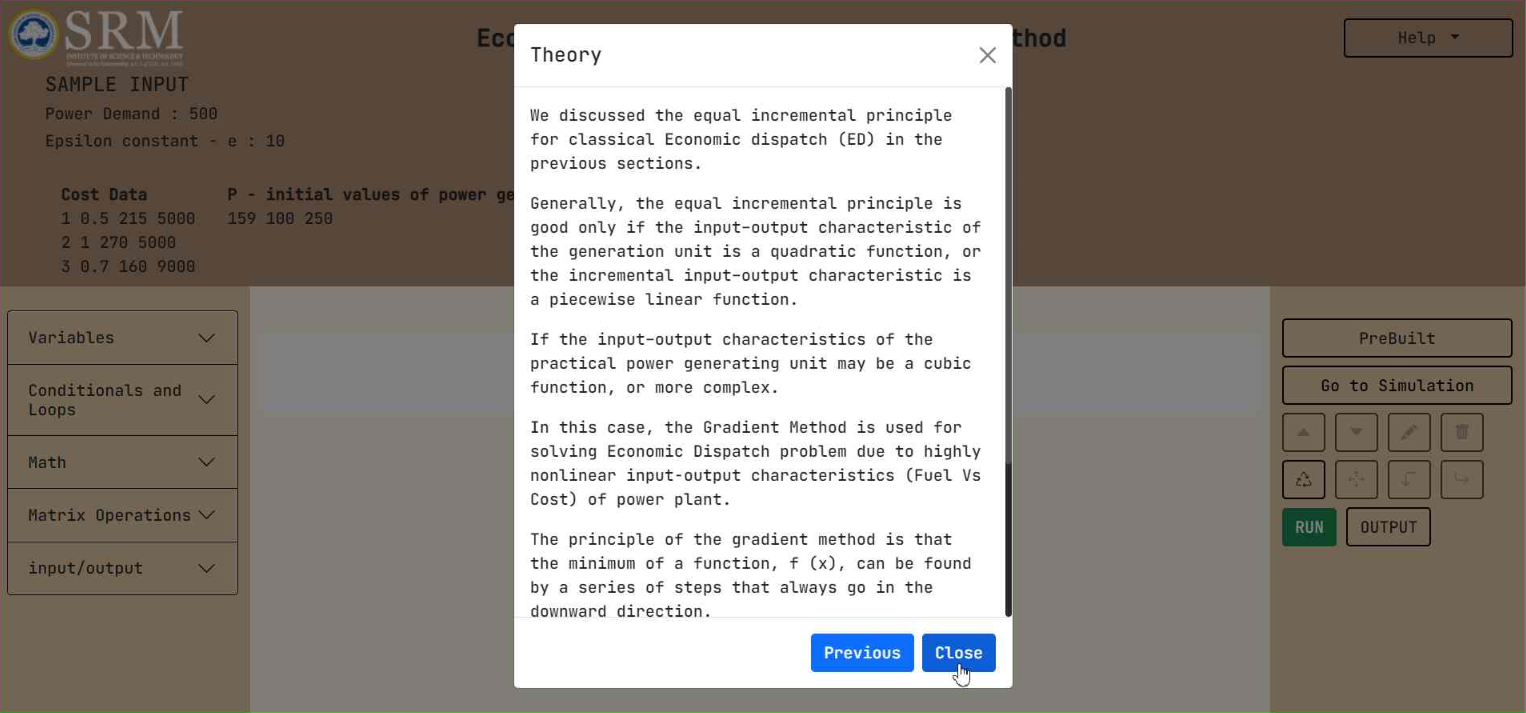 SRM
INSTITUTE OF SCIENCE & TECHNOLOGY
Eco
thod
Help
SAMPLE INPUT
Power Demand : 500
Epsilon constant - e : 10
Cost Data P - initial values of power ge
1 0.5 215 5000 159 100 250
2 1 270 5000
3 0.7 160 9000
Variables
Conditionals and
Loops
Math
Matrix Operations
input/output
Theory
We discussed the equal incremental principle
for classical Economic dispatch (ED) in the
previous sections.
Generally, the equal incremental principle is
good only if the input-output characteristic of
the generation unit is a quadratic function, or
the incremental input-output characteristic is
a piecewise linear function.
If the input-output characteristics of the
practical power generating unit may be a cubic
function, or more complex.
In this case, the Gradient Method is used for
solving Economic Dispatch problem due to highly
nonlinear input-output characteristics (Fuel Vs
Cost) of power plant.
The principle of the gradient method is that
the minimum of a function, f (x), can be found
by a series of steps that always go in the
downward direction.
Previous Close
PreBuilt
Go to Simulation
RUN OUTPUT